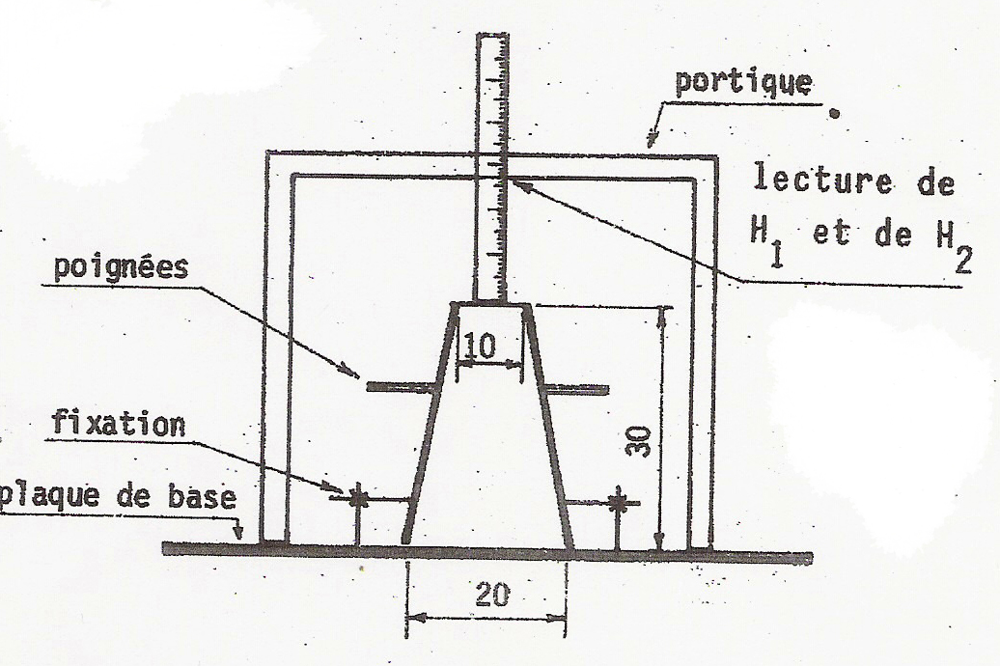 portique
lecture de
H1 et de H2
poignées
10
fixation
30
plaque de base
20